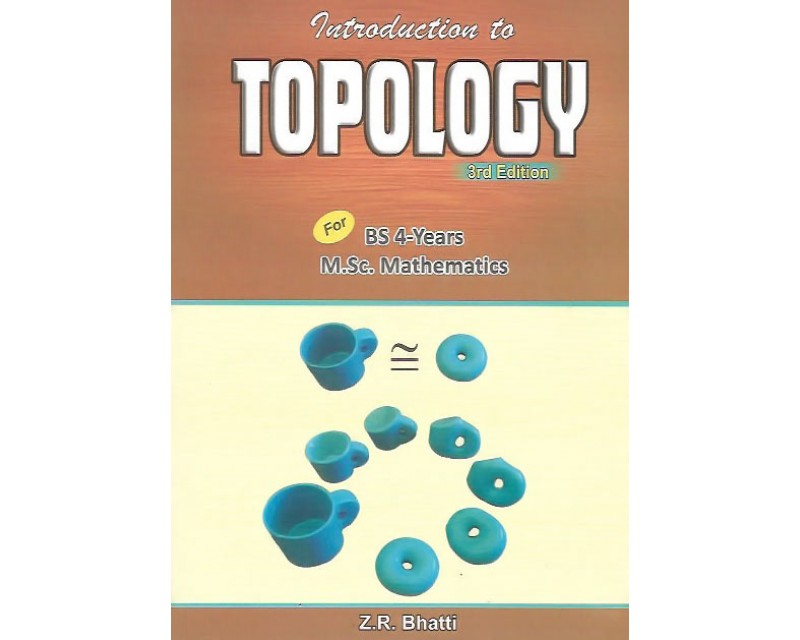 Introduction to
TOPOLOGY
3rd Edition
For
BS 4-Years
M.Sc. Mathematics
≅
Z.R. Bhatti